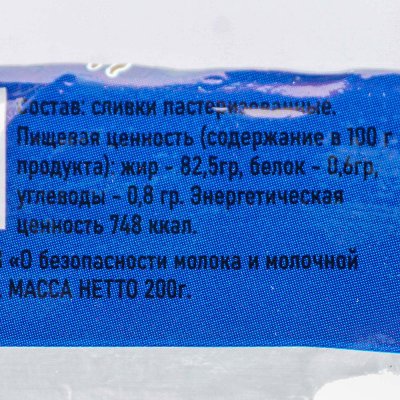 Состав: сливки пастеризованные.
Пищевая ценность (содержание в 100 г
продукта): жир - 82,5гр, белок - 0,6гр,
углеводы - 0,8 гр. Энергетическая
ценность 748 ккал.
«О безопасности молока и молочной
МАССА НЕТТО 200г.